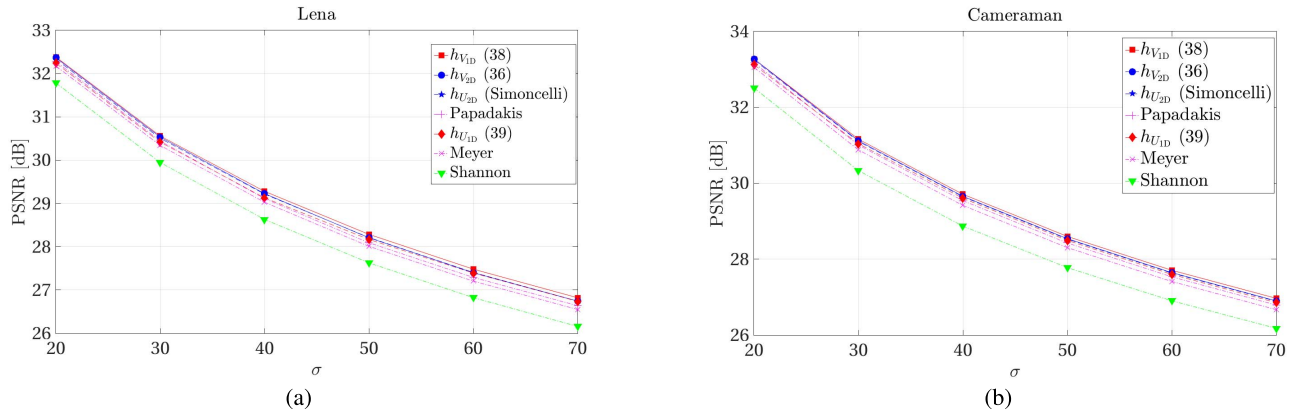 Lena
33
32
31
30
29
28
27
26
PSNR [dB]
20 30 40 50 60 70
σ
h_{V_{1D}} (38)
h_{V_{2D}} (36)
h_{U_{2D}} (Simoncelli)
Papadakis
h_{U_{1D}} (39)
Meyer
Shannon
(a)
Cameraman
34
32
30
28
26
PSNR [dB]
20 30 40 50 60 70
σ
h_{V_{1D}} (38)
h_{V_{2D}} (36)
h_{U_{2D}} (Simoncelli)
Papadakis
h_{U_{1D}} (39)
Meyer
Shannon
(b)